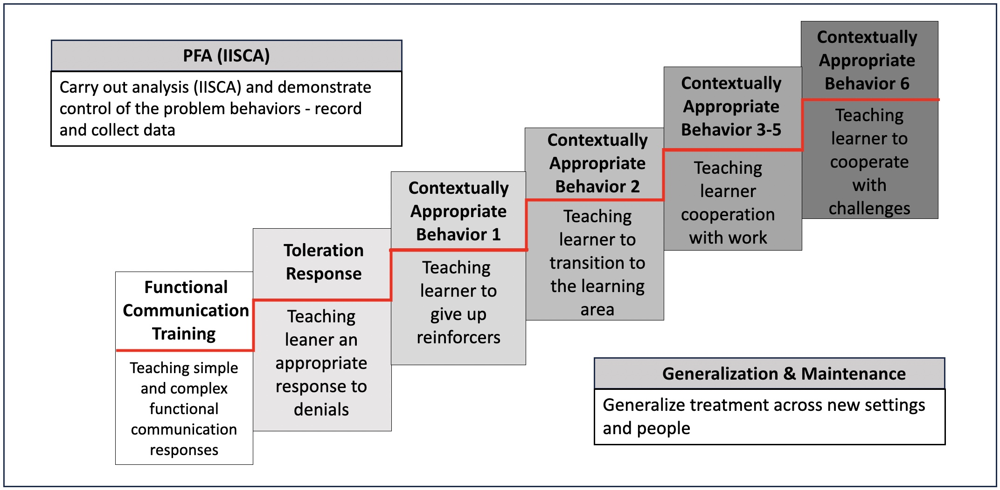 PFA (IISCA)
Carry out analysis (IISCA) and demonstrate
control of the problem behaviors - record
and collect data
Functional
Communication
Training
Teaching simple
and complex
functional
communication
responses
Toleration
Response
Teaching
leaner an
appropriate
response to
denials
Contextually
Appropriate
Behavior 1
Teaching
learner to
give up
reinforcers
Contextually
Appropriate
Behavior 2
Teaching
learner to
transition to
the learning
area
Contextually
Appropriate
Behavior 3-5
Teaching
learner
cooperation
with work
Contextually
Appropriate
Behavior 6
Teaching
learner to
cooperate
with
challenges
Generalization & Maintenance
Generalize treatment across new settings
and people